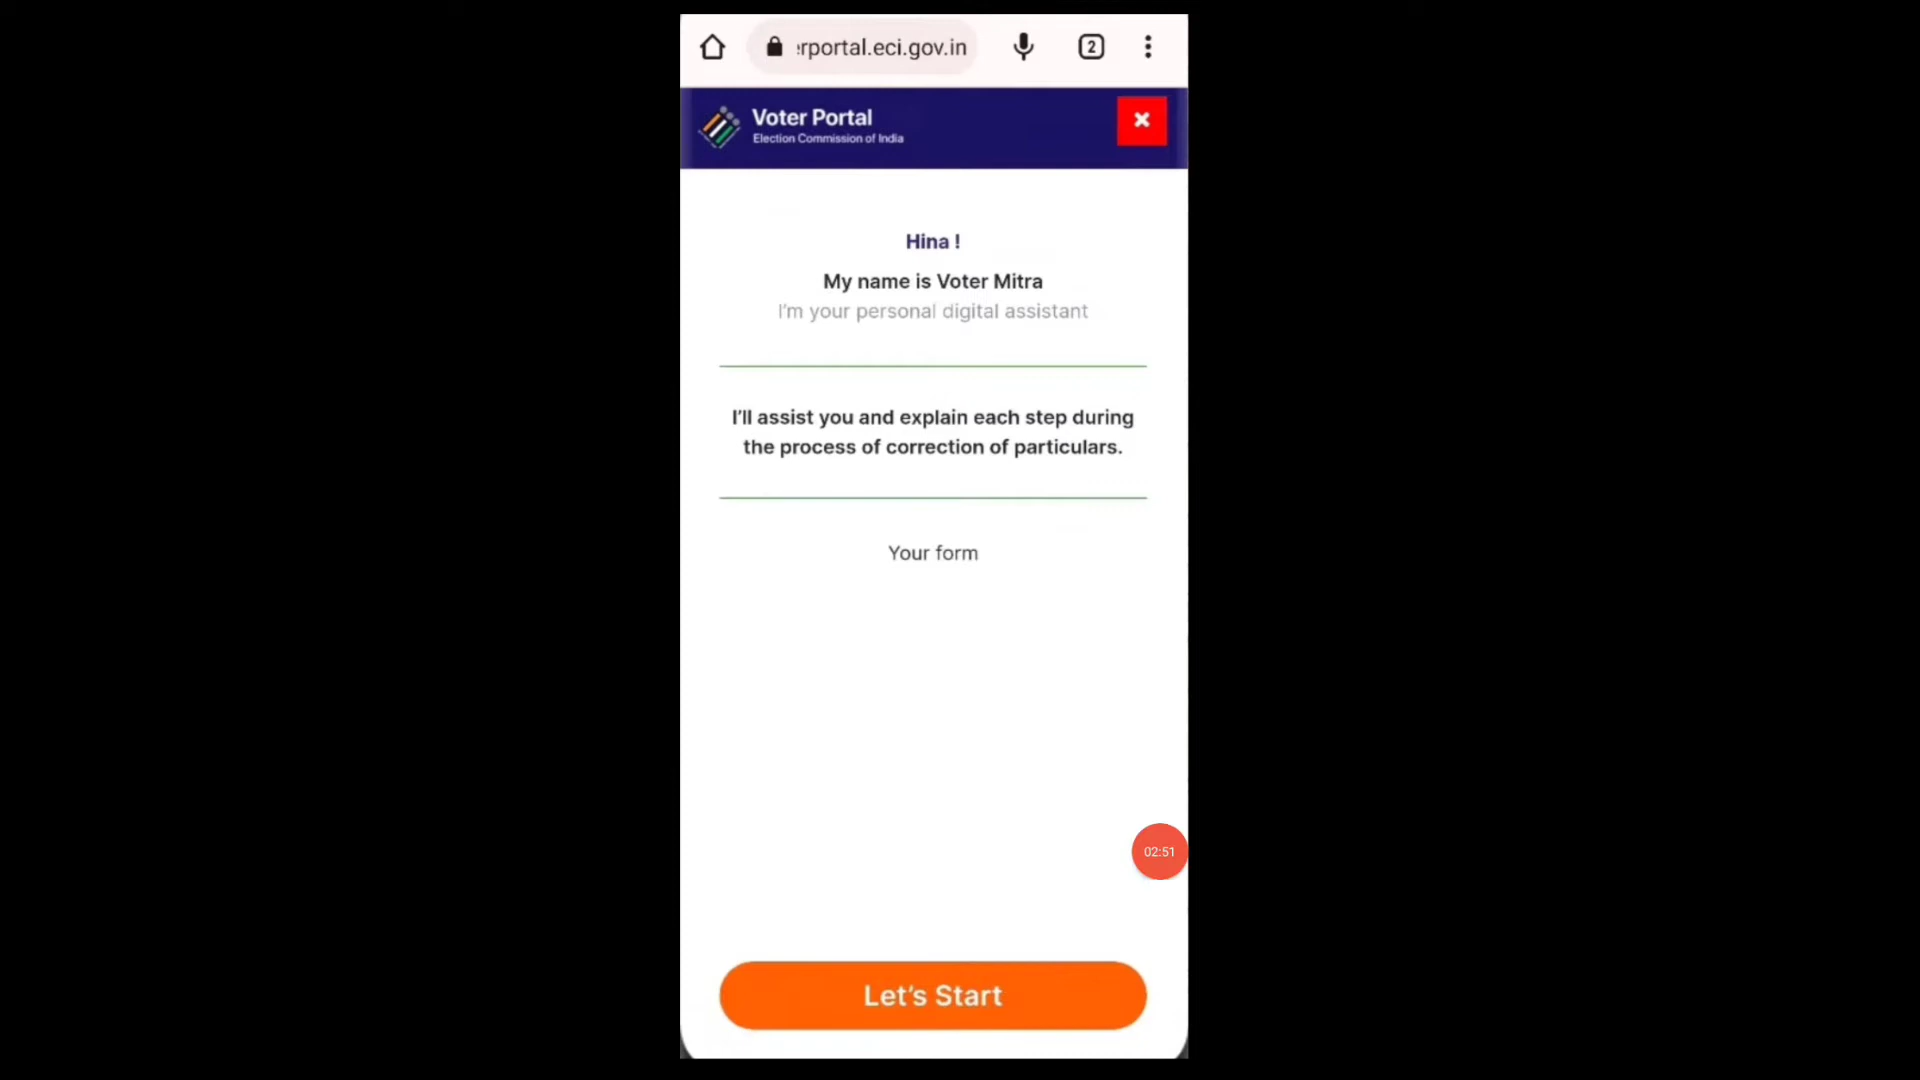 erportal.eci.gov.in
2
Voter Portal
Election Commission of India
Hina !
My name is Voter Mitra
I'm your personal digital assistant
I'll assist you and explain each step during
the process of correction of particulars.
Your form
02:51
Let's Start